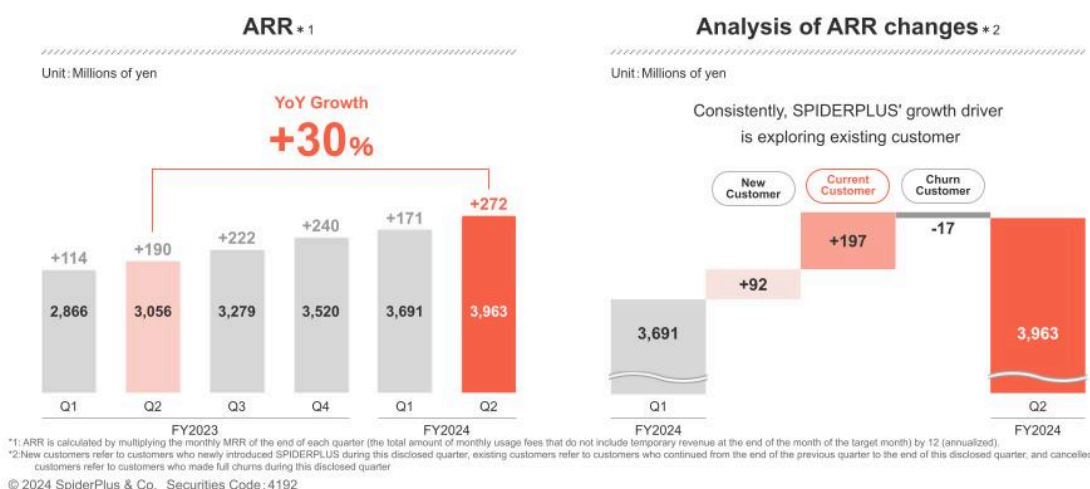 ARR *1
Unit: Millions of yen
YoY Growth
+30%
+114
+190
+222
+240
+171
+272
2,866
3,056
3,279
3,520
3,691
3,963
Q1
Q2
Q3
Q4
Q1
Q2
FY2023
FY2024
Analysis of ARR changes *2
Unit: Millions of yen
Consistently, SPIDERPLUS' growth driver
is exploring existing customer
New
Customer
Current
Customer
Churn
Customer
+92
+197
-17
3,691
3,963
Q1
Q2
FY2024
FY2024
*1: ARR is calculated by multiplying the monthly MRR of the end of each quarter (the total amount of monthly usage fees that do not include temporary revenue at the end of the month of the target month) by 12 (annualized).
*2:New customers refer to customers who newly introduced SPIDERPLUS during this disclosed quarter, existing customers refer to customers who continued from the end of the previous quarter to the end of this disclosed quarter, and cancelle
customers refer to customers who made full churns during this disclosed quarter
© 2024 SpiderPlus & Co. Securities Code: 4192